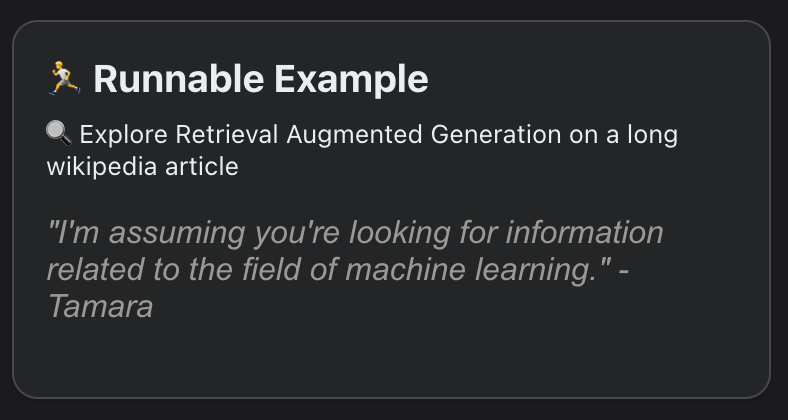 🏃 Runnable Example
🔍 Explore Retrieval Augmented Generation on a long
wikipedia article
"I'm assuming you're looking for information
related to the field of machine learning." -
Tamara